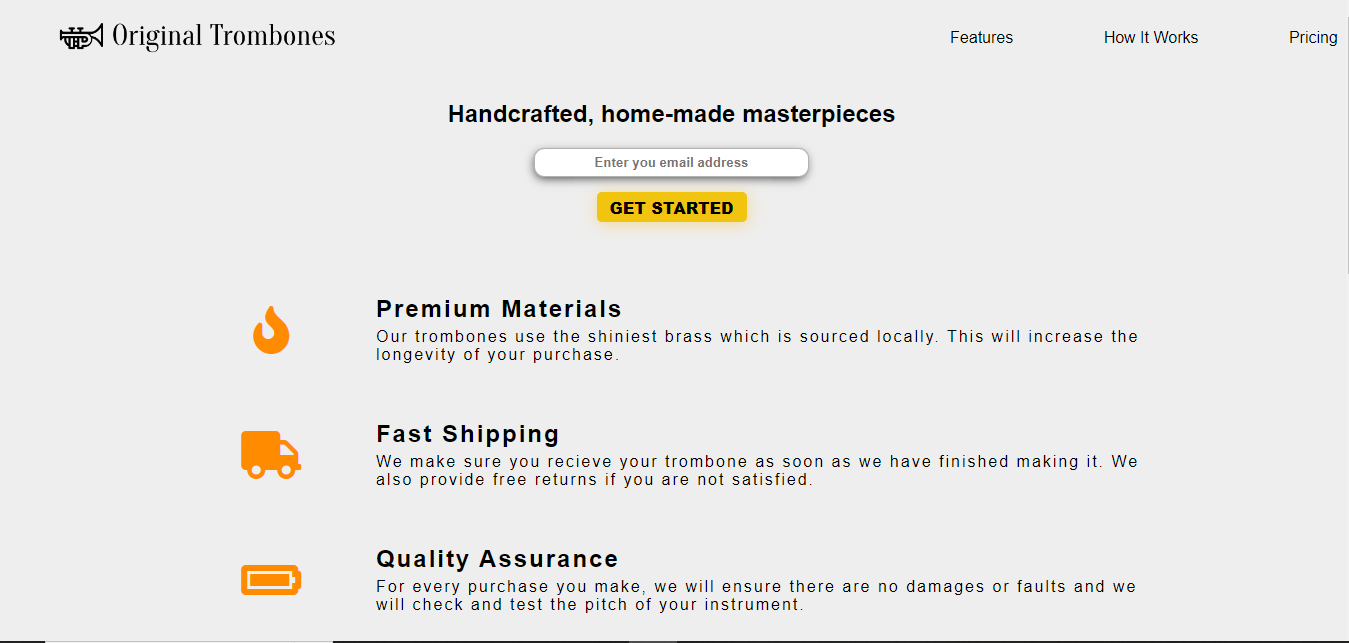 Original Trombones
Features
How It Works
Pricing
Handcrafted, home-made masterpieces
Enter you email address
GET STARTED
Premium Materials
Our trombones use the shiniest brass which is sourced locally. This will increase the
longevity of your purchase.
Fast Shipping
We make sure you recieve your trombone as soon as we have finished making it. We
also provide free returns if you are not satisfied.
Quality Assurance
For every purchase you make, we will ensure there are no damages or faults and we
will check and test the pitch of your instrument.